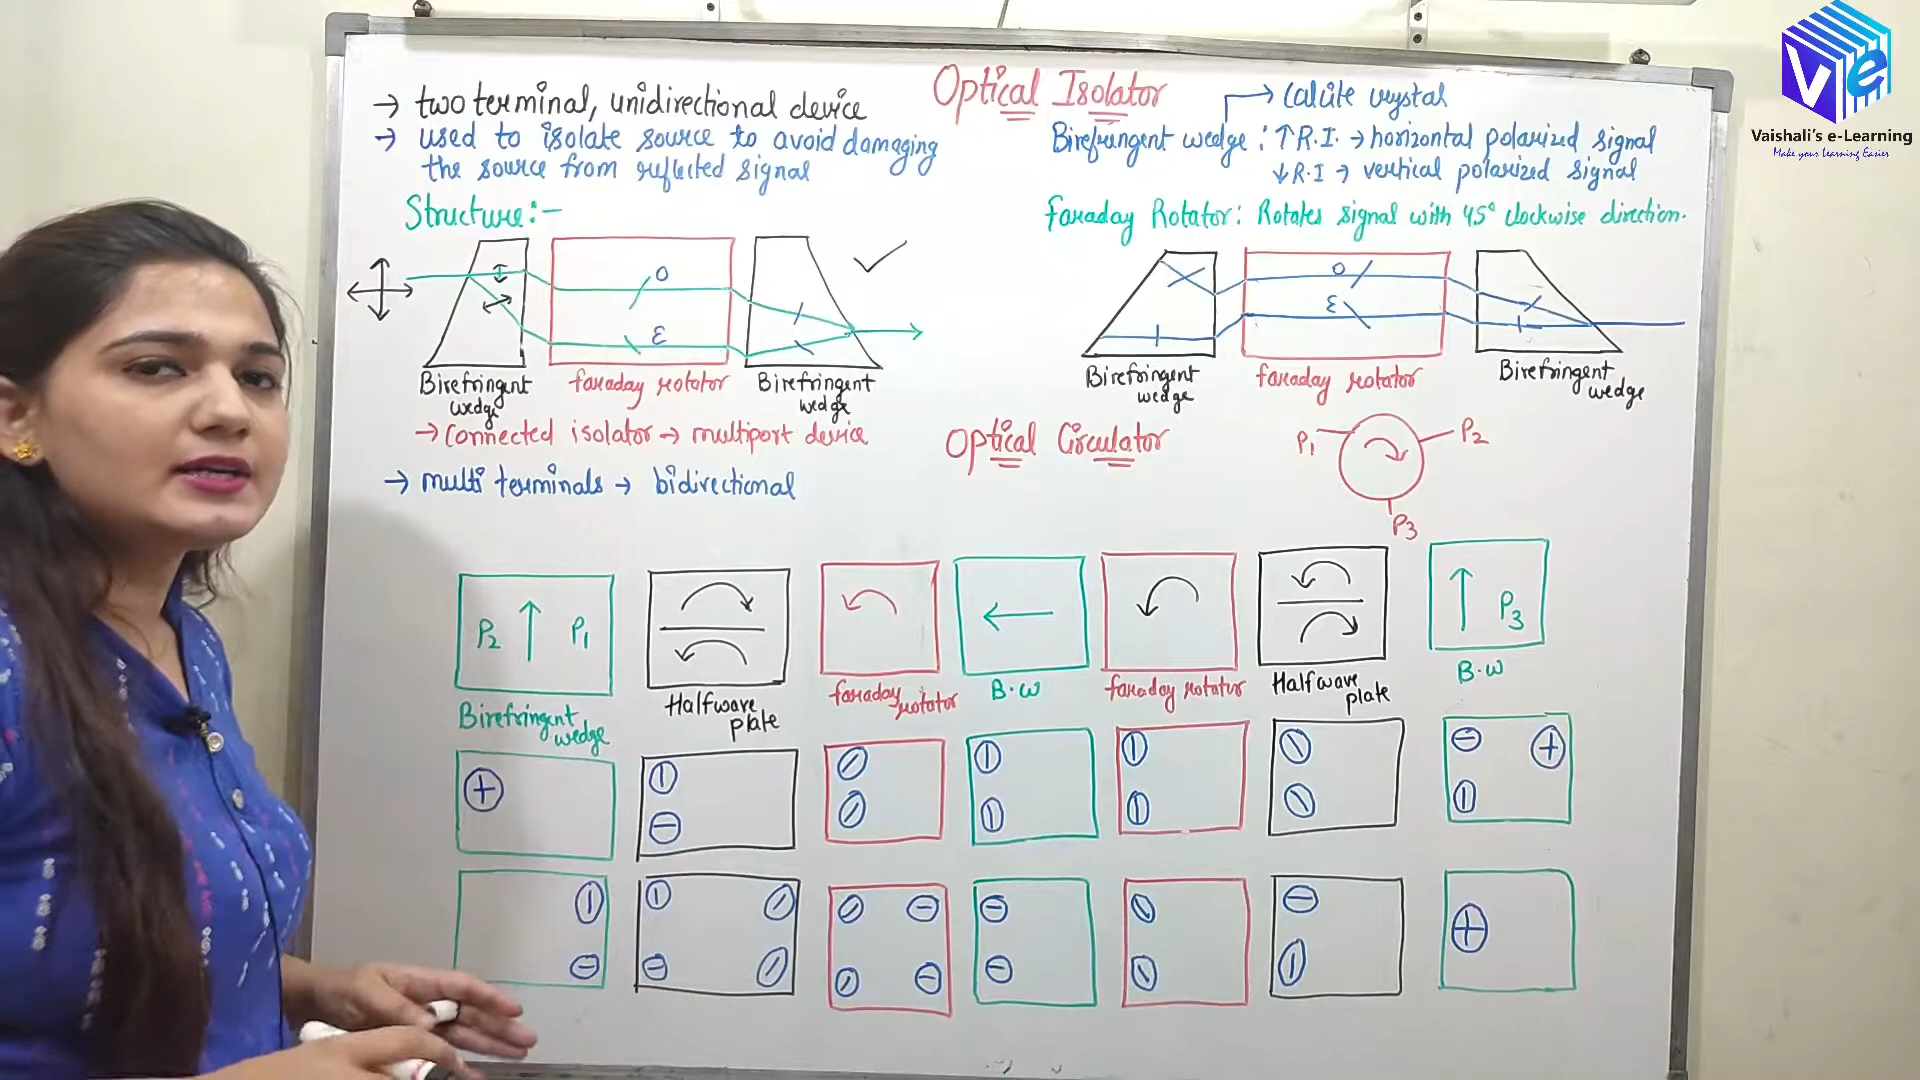 Optical Isolator
→ two terminal, unidirectional device
→ used to isolate source to avoid damaging
the source from reflected signal
Structure:-
→ Calcite crystal
Birefringent wedge: ↑ R.I. → horizontal polarized signal
↓ R.I → vertical polarized signal
Faraday Rotator: Rotates signal with 45° clockwise direction.
O
ε
Birefringent
wedge
faraday rotator
Birefringent
wedge
O
ε
Birefringent
wedge
faraday rotator
Birefringent
wedge
→ Connected isolator → multiport device
Optical Circulator
→ multi terminals → bidirectional
P1
P2
P3
P2 ↑ P1
P3
Birefringent
wedge
Halfwave
plate
faraday
rotator
B.W
faraday rotator
Halfwave
plate
B.W
Ve
Vaishali's e-Learning
Make your Learning Easier